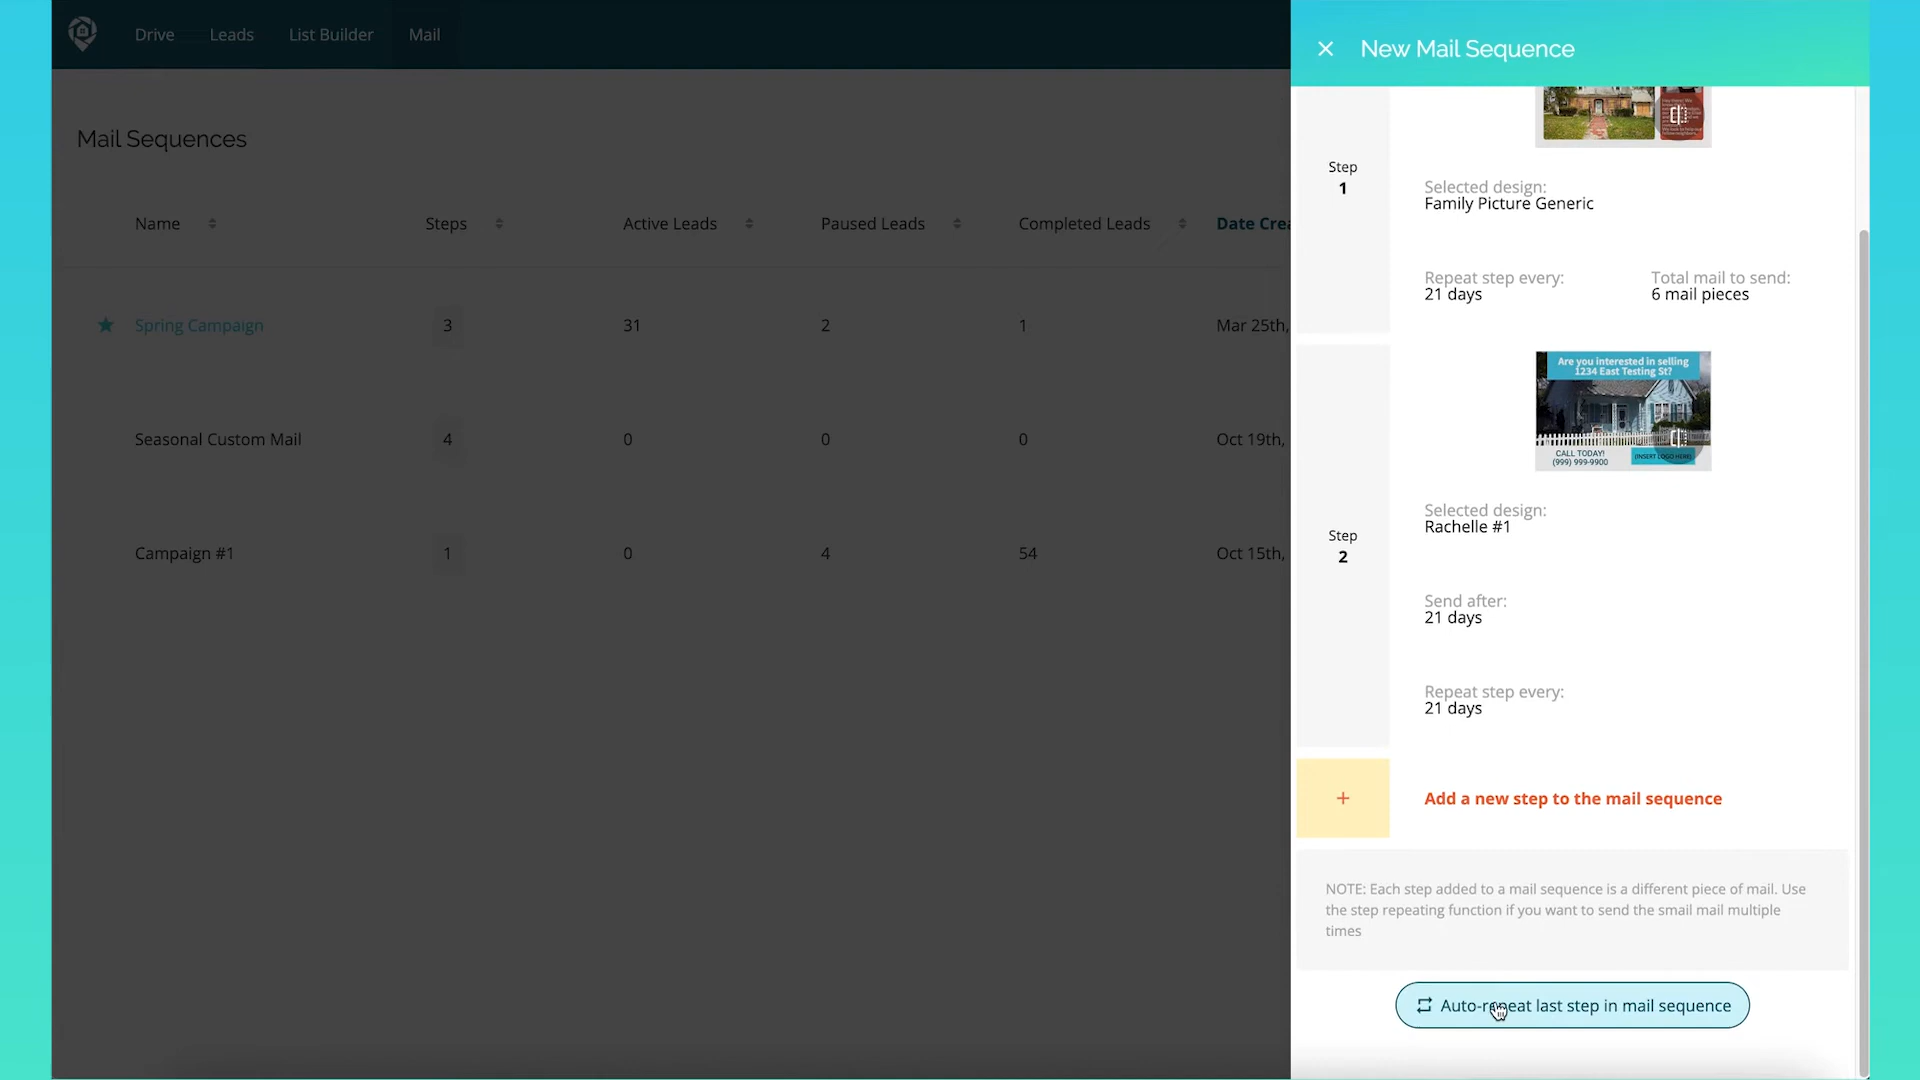 Drive Leads List Builder Mail
New Mail Sequence
Mail Sequences
Name Steps Active Leads Paused Leads Completed Leads Date Crea
Spring Campaign 3 31 2 1 Mar 25th,
Seasonal Custom Mail 4 0 0 0 Oct 19th,
Campaign #1 1 0 4 54 Oct 15th,
Step
1
Selected design:
Family Picture Generic
Repeat step every:
21 days
Total mail to send:
6 mail pieces
Step
2
Are you interested in selling
1234 East Testing St?
CALL TODAY!
(999) 999-9900
(INSERT LOGO HERE)
Selected design:
Rachelle #1
Send after:
21 days
Repeat step every:
21 days
+ Add a new step to the mail sequence
NOTE: Each step added to a mail sequence is a different piece of mail. Use
the step repeating function if you want to send the smail mail multiple
times
Auto-repeat last step in mail sequence